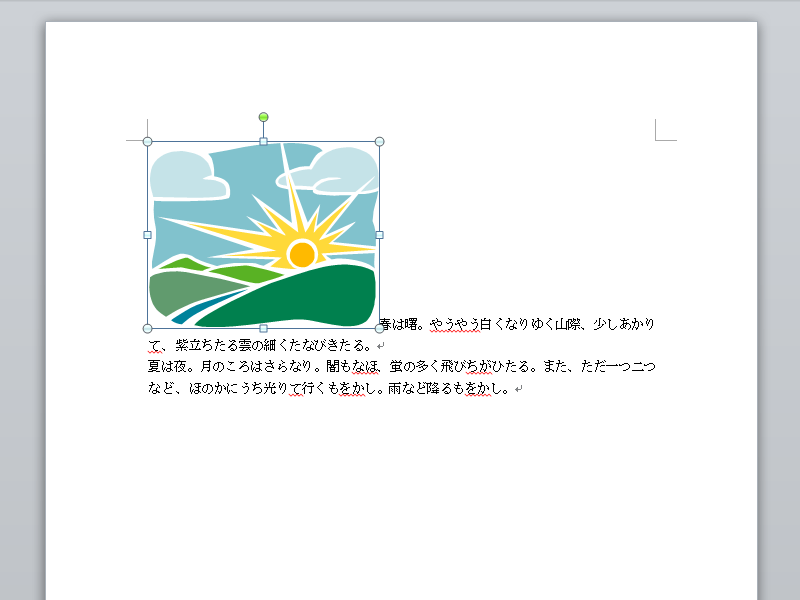 春は曙。やうやう白くなりゆく山際、少しあかり
て、紫立ちたる雲の細くたなびきたる。
夏は夜。月のころはさらなり。闇もなほ、蛍の多く飛びちがひたる。また、ただ一つ二つ
など、ほのかにうち光りて行くもをかし。雨など降るもをかし。